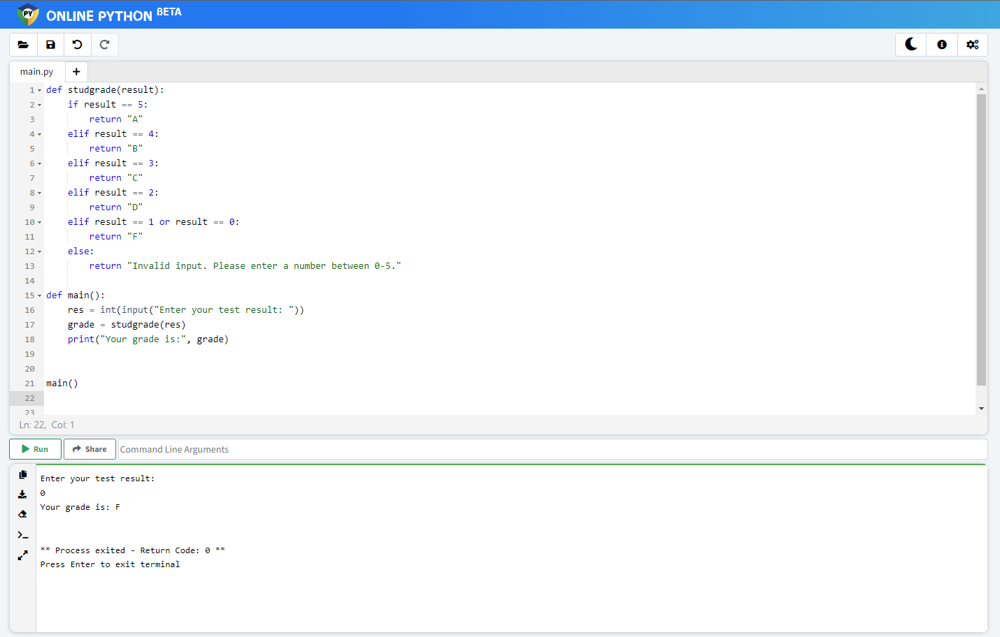 PY ONLINE PYTHON BETA
main.py +
1 def studgrade(result):
2     if result == 5:
3         return "A"
4     elif result == 4:
5         return "B"
6     elif result == 3:
7         return "C"
8     elif result == 2:
9         return "D"
10     elif result == 1 or result == 0:
11         return "F"
12     else:
13         return "Invalid input. Please enter a number between 0-5."
14
15 def main():
16     res = int(input("Enter your test result: "))
17     grade = studgrade(res)
18     print("Your grade is:", grade)
19
20
21 main()
22
23
Ln: 22, Col: 1
Run Share Command Line Arguments
Enter your test result:
0
Your grade is: F
** Process exited - Return Code: 0 **
Press Enter to exit terminal